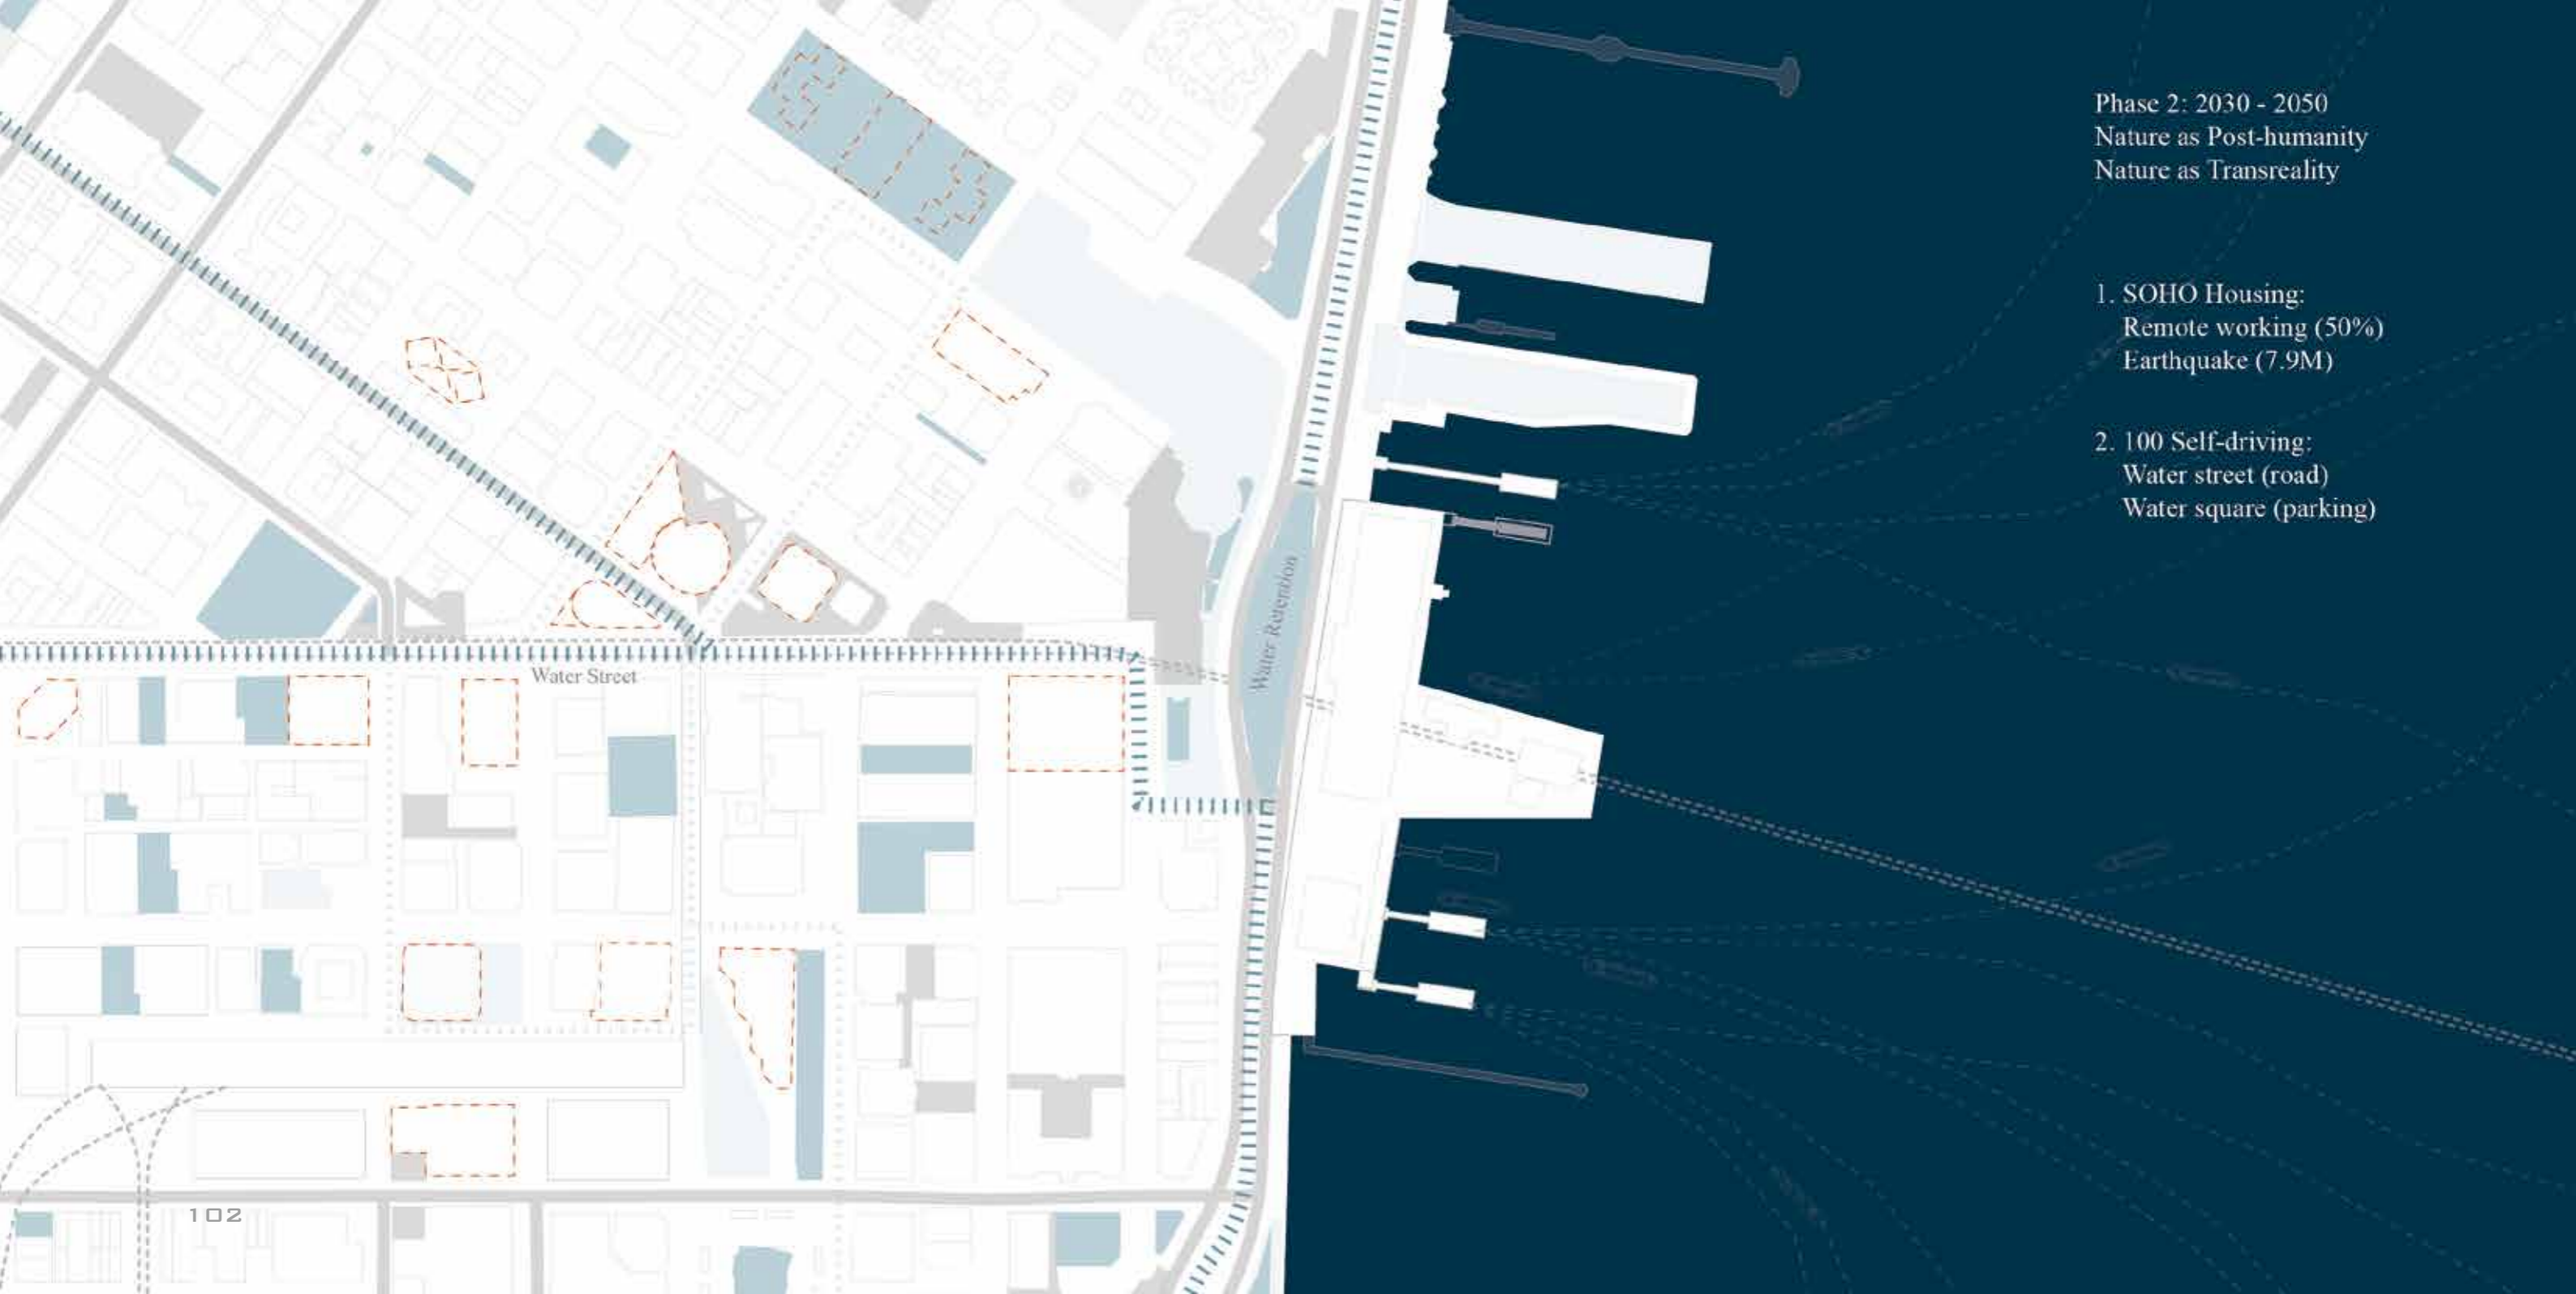 Phase 2: 2030 - 2050
Nature as Post-humanity
Nature as Transreality
1. SOHO Housing:
Remote working (50%)
Earthquake (7.9M)
2. 100 Self-driving:
Water street (road)
Water square (parking)
Water Retention
Water Street
102